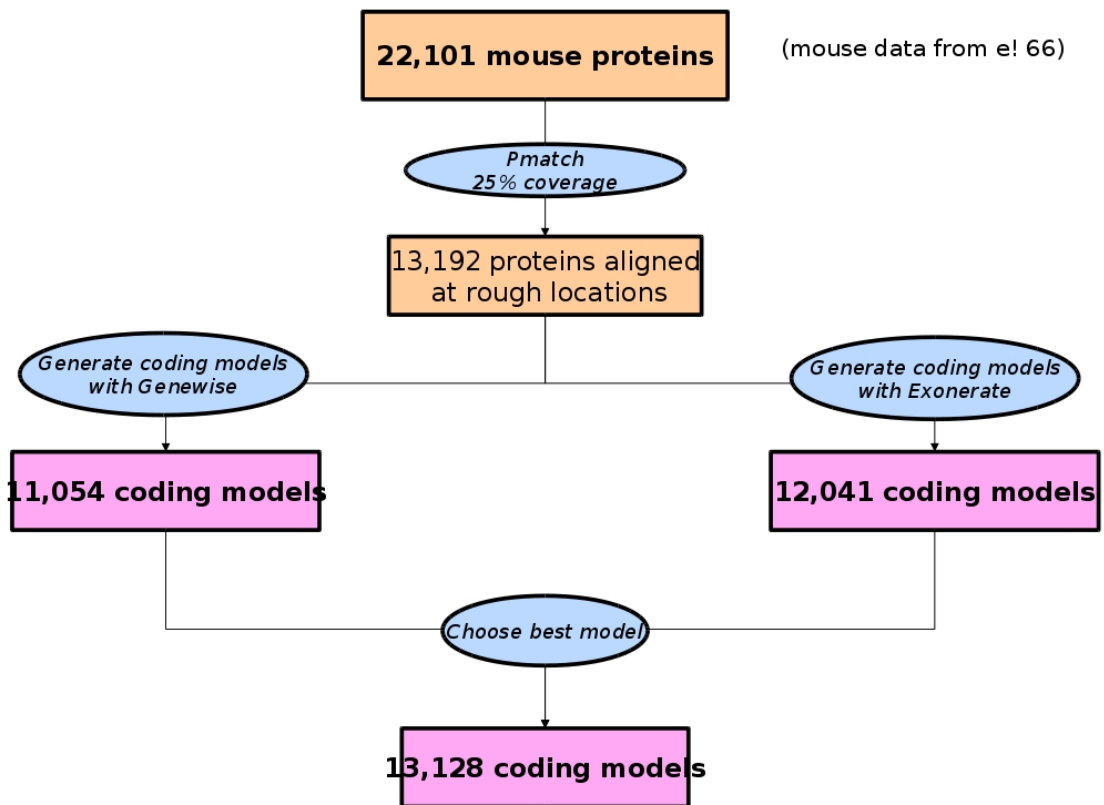 22,101 mouse proteins
(mouse data from e! 66)
Pmatch
25% coverage
13,192 proteins aligned
at rough locations
Generate coding models
with Genewise
Generate coding models
with Exonerate
11,054 coding models
12,041 coding models
Choose best model
13,128 coding models